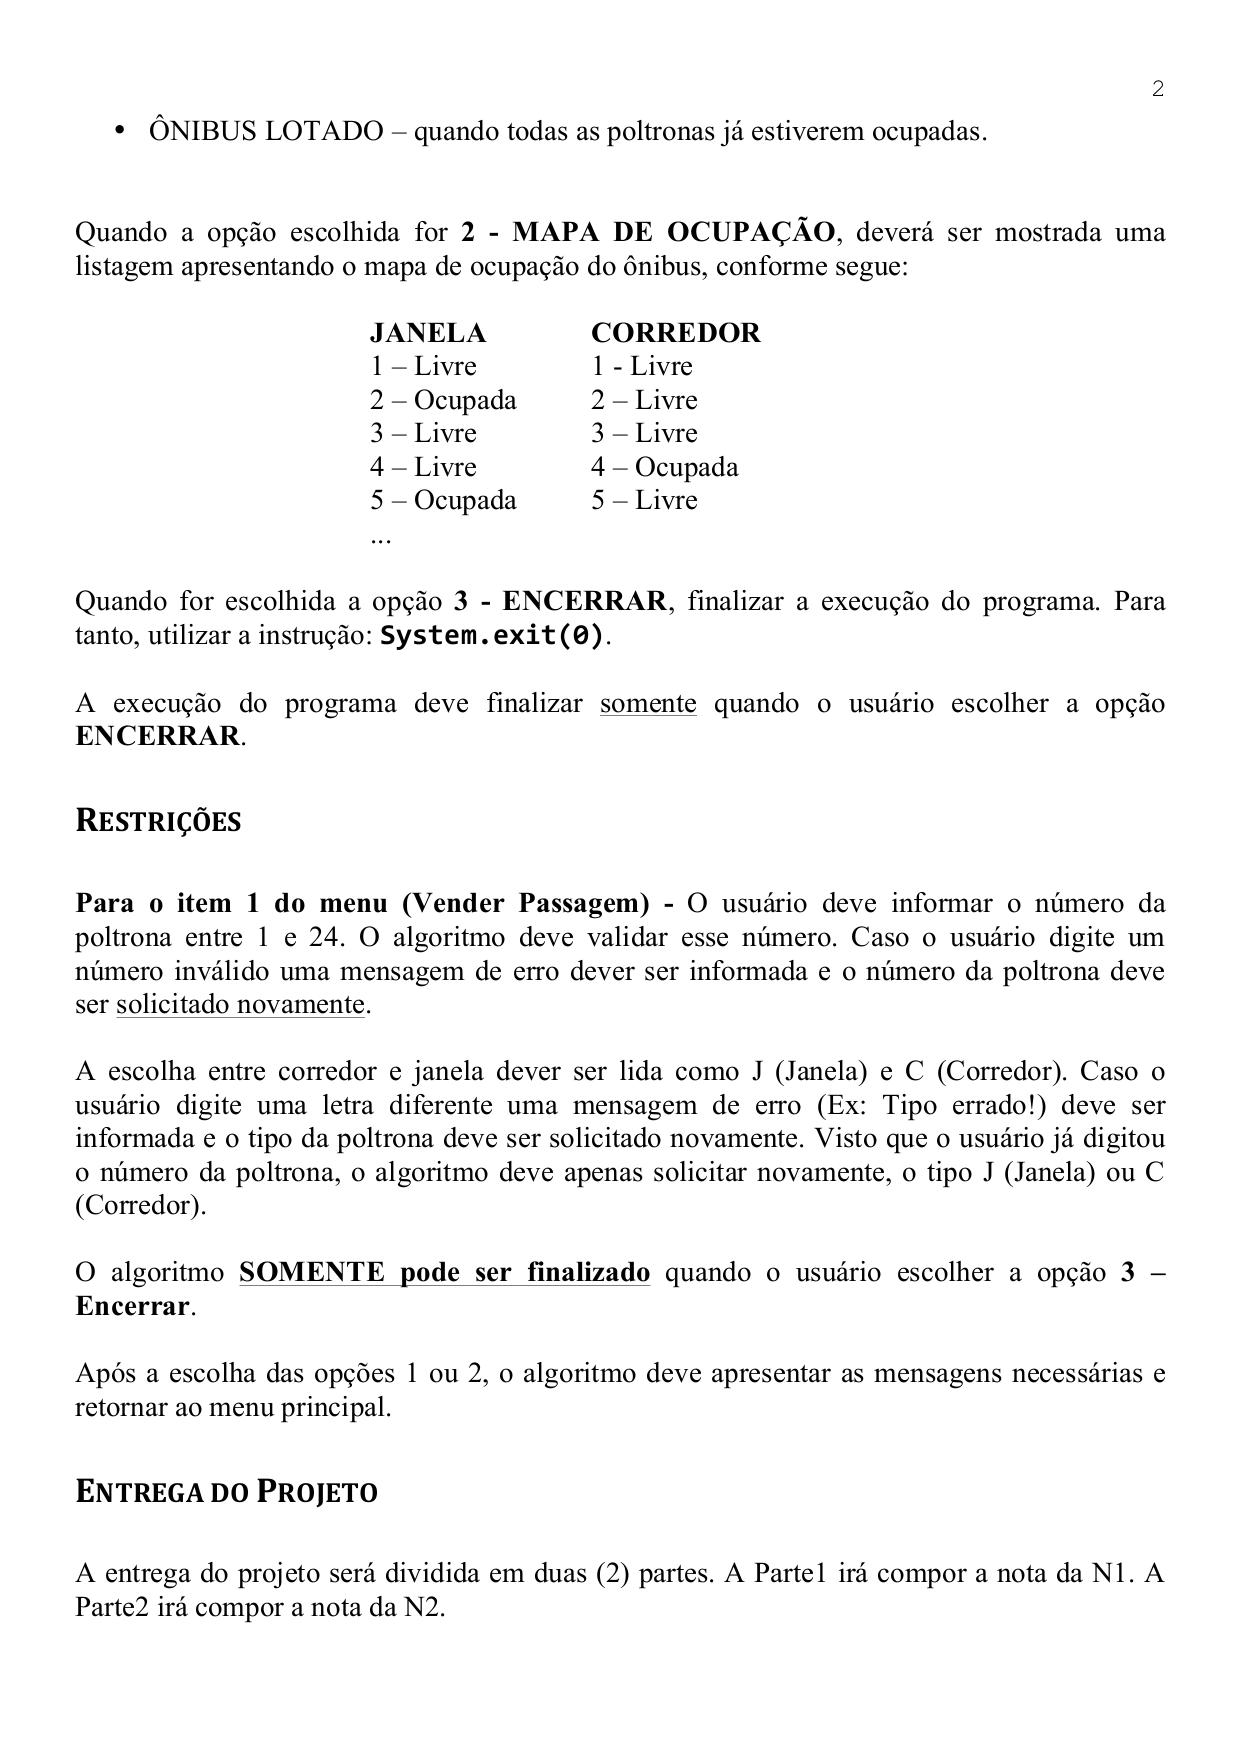 2
• ÔNIBUS LOTADO – quando todas as poltronas já estiverem ocupadas.
Quando a opção escolhida for 2 - MAPA DE OCUPAÇÃO, deverá ser mostrada uma
listagem apresentando o mapa de ocupação do ônibus, conforme segue:
JANELA CORREDOR
1 – Livre 1 - Livre
2 – Ocupada 2 – Livre
3 – Livre 3 – Livre
4 – Livre 4 – Ocupada
5 – Ocupada 5 – Livre
...
Quando for escolhida a opção 3 - ENCERRAR, finalizar a execução do programa. Para
tanto, utilizar a instrução: System.exit(0).
A execução do programa deve finalizar somente quando o usuário escolher a opção
ENCERRAR.
RESTRIÇÕES
Para o item 1 do menu (Vender Passagem) - O usuário deve informar o número da
poltrona entre 1 e 24. O algoritmo deve validar esse número. Caso o usuário digite um
número inválido uma mensagem de erro dever ser informada e o número da poltrona deve
ser solicitado novamente.
A escolha entre corredor e janela dever ser lida como J (Janela) e C (Corredor). Caso o
usuário digite uma letra diferente uma mensagem de erro (Ex: Tipo errado!) deve ser
informada e o tipo da poltrona deve ser solicitado novamente. Visto que o usuário já digitou
o número da poltrona, o algoritmo deve apenas solicitar novamente, o tipo J (Janela) ou C
(Corredor).
O algoritmo SOMENTE pode ser finalizado quando o usuário escolher a opção 3 –
Encerrar.
Após a escolha das opções 1 ou 2, o algoritmo deve apresentar as mensagens necessárias e
retornar ao menu principal.
ENTREGA DO PROJETO
A entrega do projeto será dividida em duas (2) partes. A Parte1 irá compor a nota da N1. A
Parte2 irá compor a nota da N2.